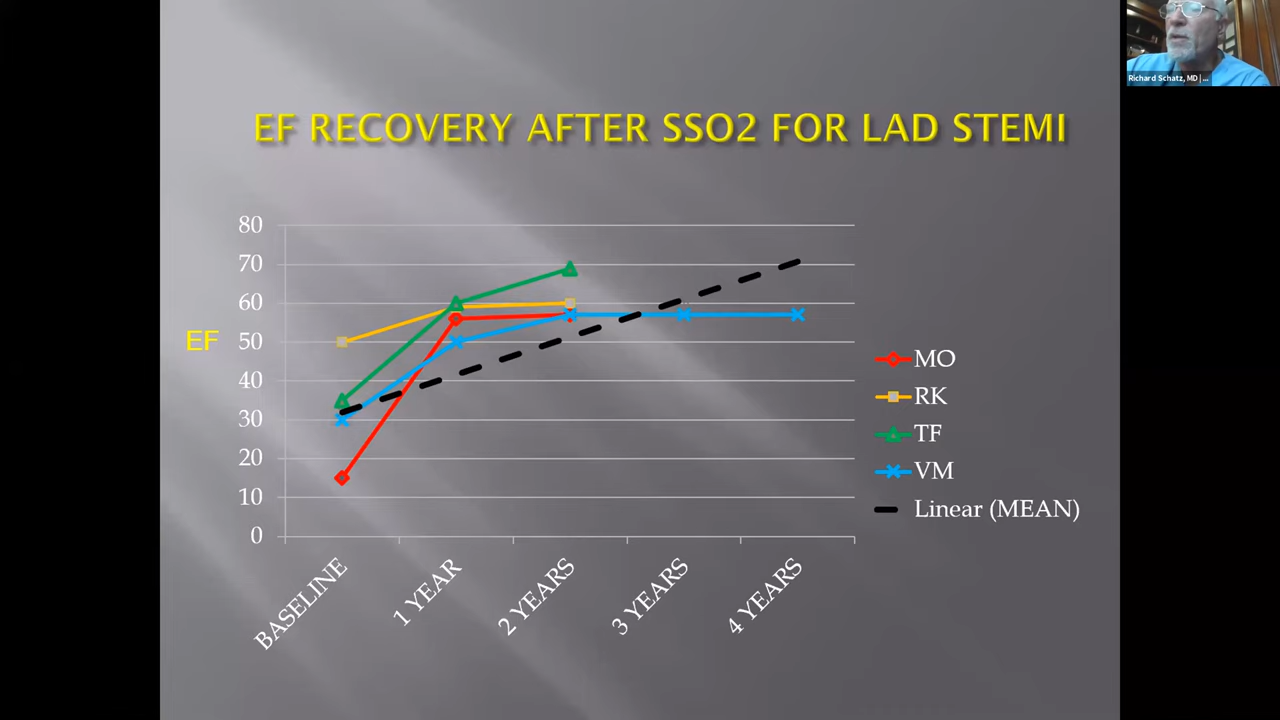 Richard Schatz, MD | ...
EF RECOVERY AFTER SSO2 FOR LAD STEMI
80
70
60
50
40
30
20
10
0
EF
BASELINE
1 YEAR
2 YEARS
3 YEARS
4 YEARS
MO
RK
TF
VM
Linear (MEAN)